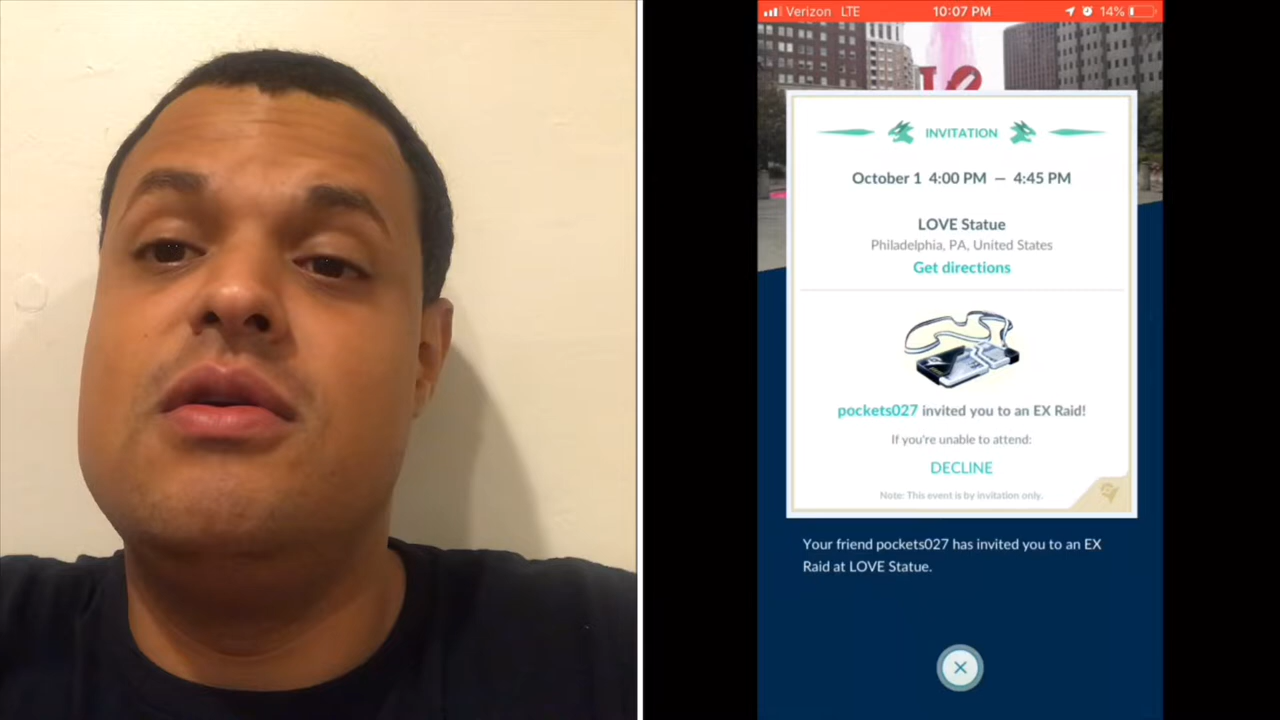 Verizon LTE 10:07 PM 14%
INVITATION
October 1 4:00 PM – 4:45 PM
LOVE Statue
Philadelphia, PA, United States
Get directions
pockets027 invited you to an EX Raid!
If you're unable to attend:
DECLINE
Note: This event is by invitation only.
Your friend pockets027 has invited you to an EX
Raid at LOVE Statue.